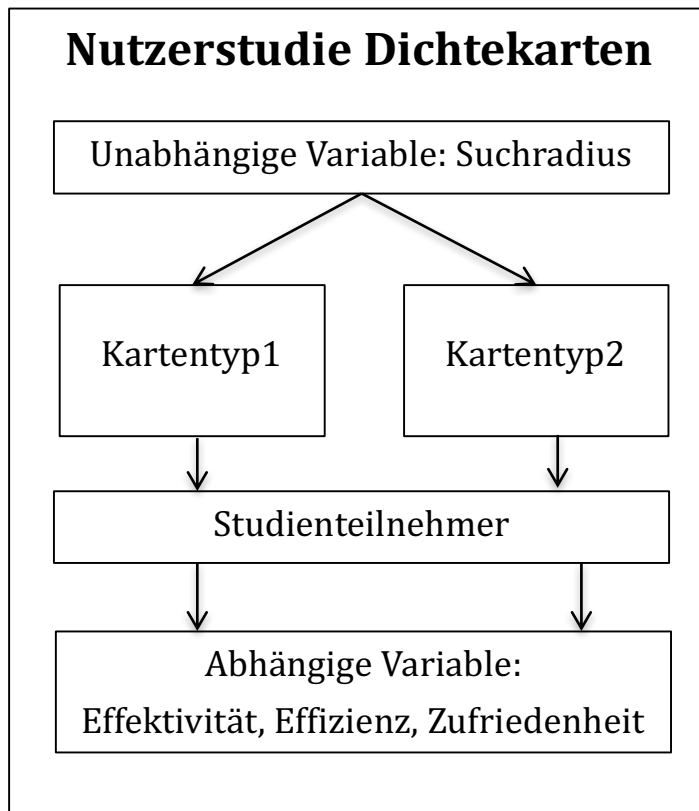 Nutzerstudie Dichtekarten
Unabhängige Variable: Suchradius
Kartentyp1
Kartentyp2
Studienteilnehmer
Abhängige Variable:
Effektivität, Effizienz, Zufriedenheit